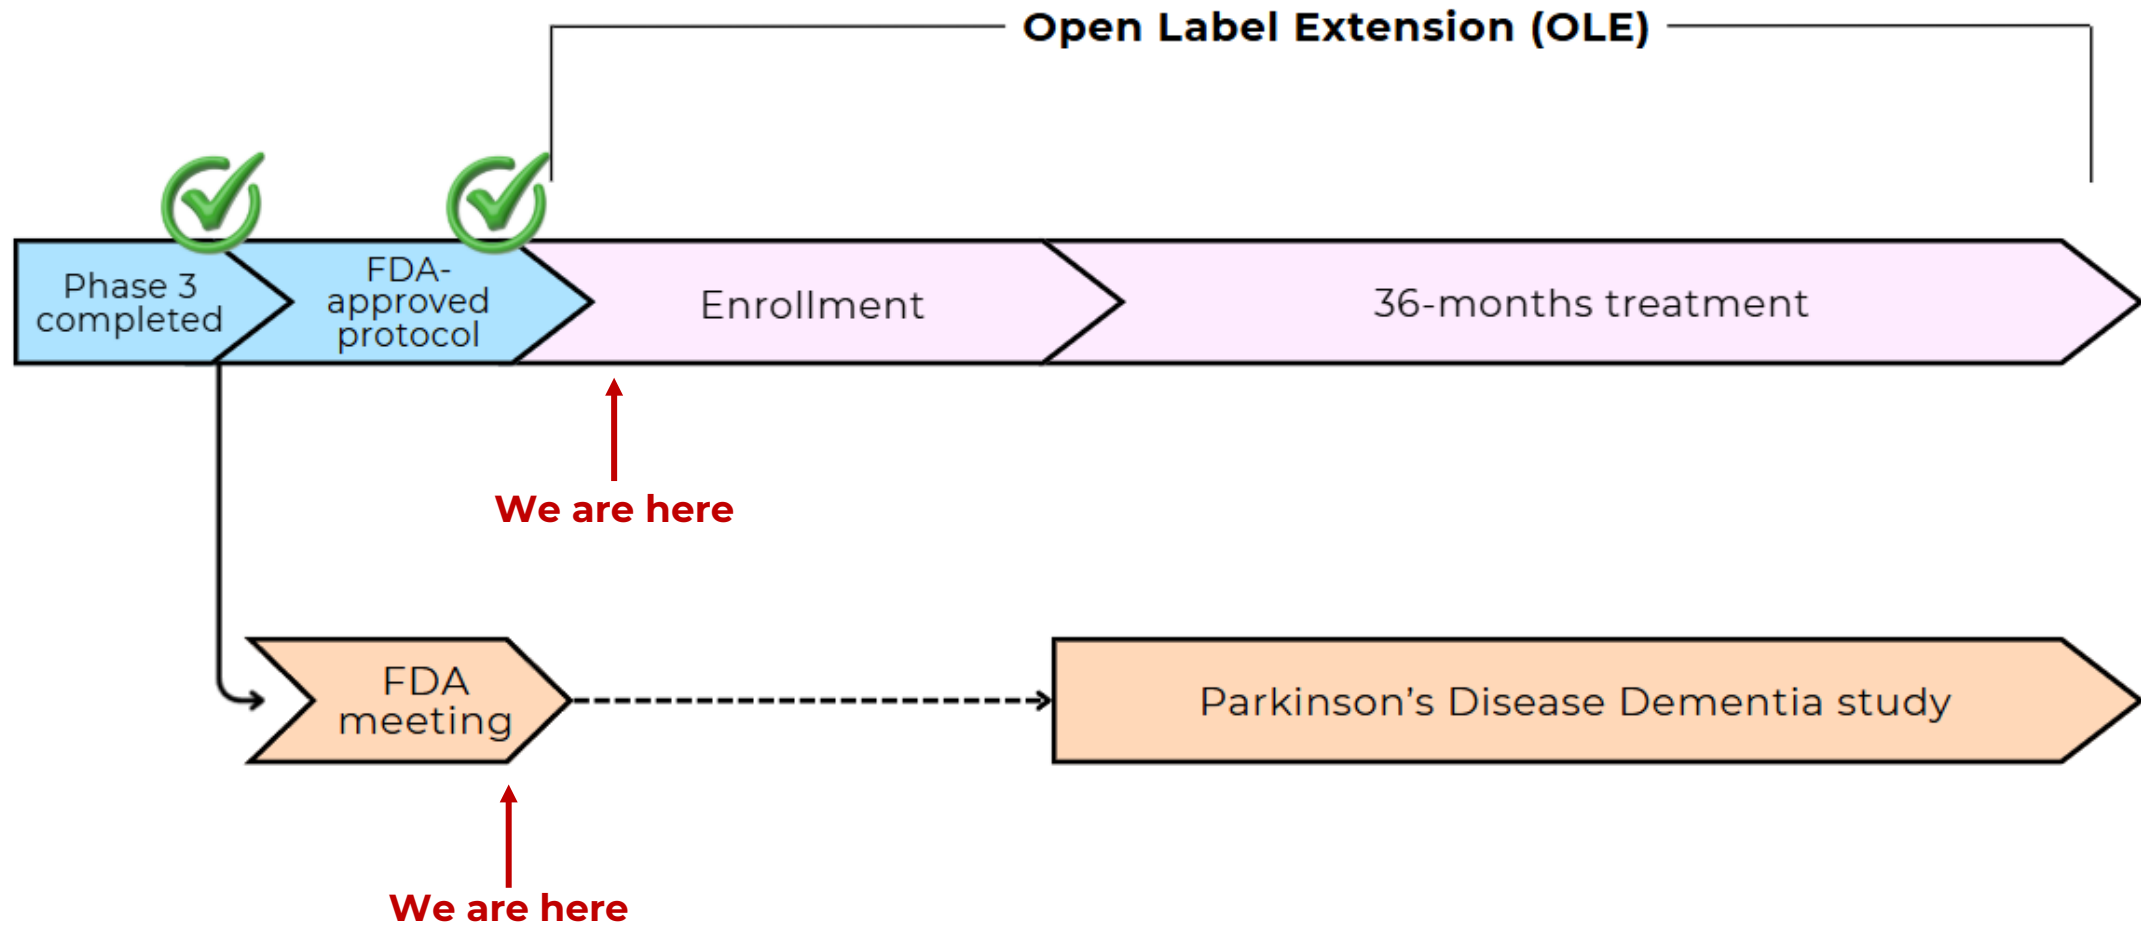 Open Label Extension (OLE)
Phase 3
completed
FDA-
approved
protocol
Enrollment
36-months treatment
We are here
FDA
meeting
Parkinson’s Disease Dementia study
We are here